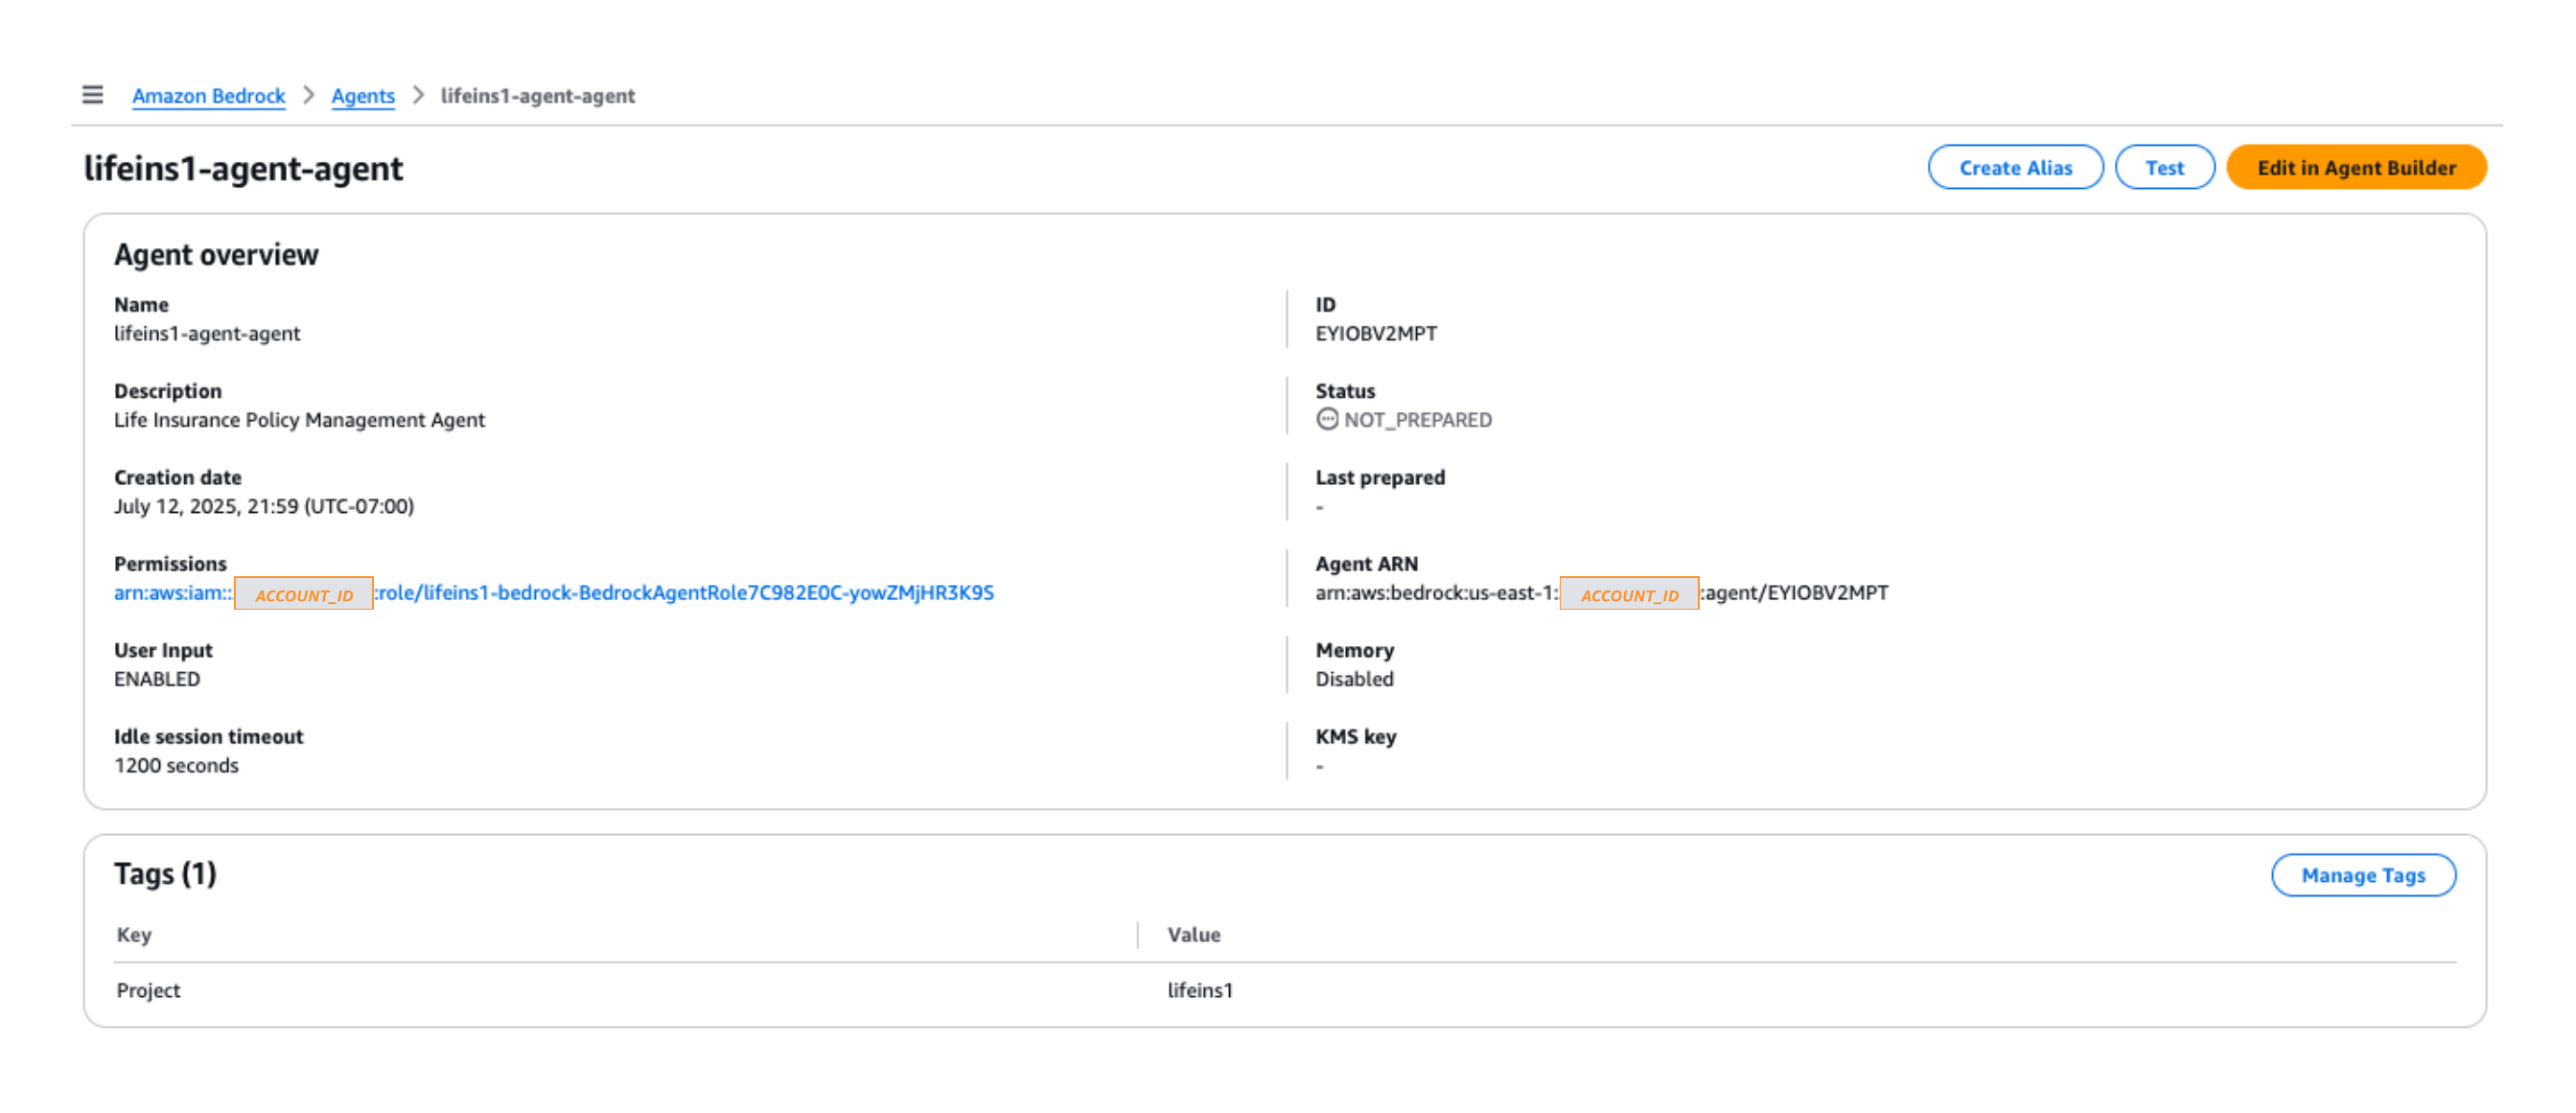 Amazon Bedrock > Agents > lifeins1-agent-agent
lifeins1-agent-agent
Create Alias
Test
Edit in Agent Builder
Agent overview
Name
lifeins1-agent-agent
ID
EYIOBV2MPT
Description
Life Insurance Policy Management Agent
Status
NOT_PREPARED
Creation date
July 12, 2025, 21:59 (UTC-07:00)
Last prepared
-
Permissions
arn:aws:iam::ACCOUNT_ID:role/lifeins1-bedrock-BedrockAgentRole7C982E0C-yowZMjHR3K9S
Agent ARN
arn:aws:bedrock:us-east-1:ACCOUNT_ID:agent/EYIOBV2MPT
User Input
ENABLED
Memory
Disabled
Idle session timeout
1200 seconds
KMS key
-
Tags (1)
Manage Tags
Key
Value
Project
lifeins1